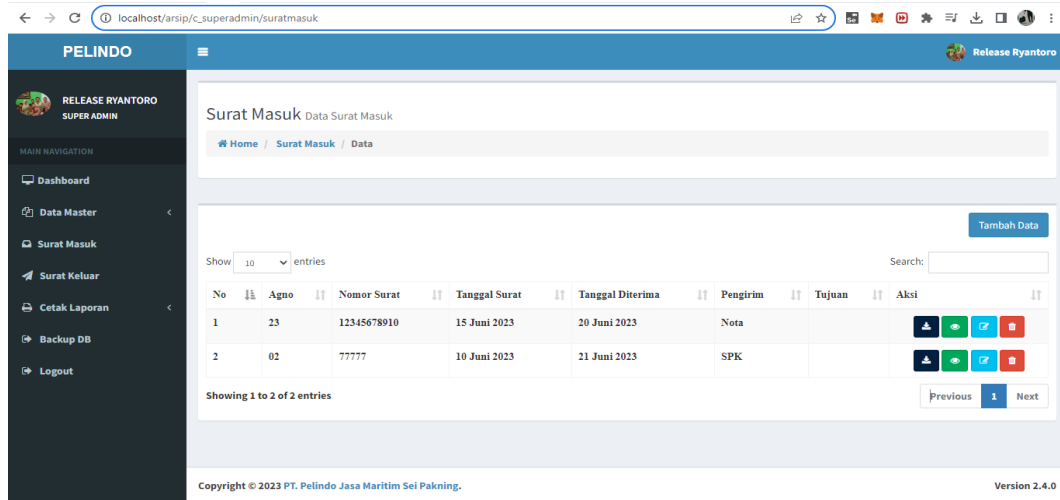 localhost/arsip/c_superadmin/suratmasuk
PELINDO
Release Ryantoro
RELEASE RYANTORO
SUPER ADMIN
MAIN NAVIGATION
Dashboard
Data Master
Surat Masuk
Surat Keluar
Cetak Laporan
Backup DB
Logout
Surat Masuk Data Surat Masuk
Home / Surat Masuk / Data
Tambah Data
Show 10 entries
Search:
No Agno Nomor Surat Tanggal Surat Tanggal Diterima Pengirim Tujuan Aksi
1 23 12345678910 15 Juni 2023 20 Juni 2023 Nota
2 02 77777 10 Juni 2023 21 Juni 2023 SPK
Showing 1 to 2 of 2 entries
Previous 1 Next
Copyright © 2023 PT. Pelindo Jasa Maritim Sei Pakning.
Version 2.4.0